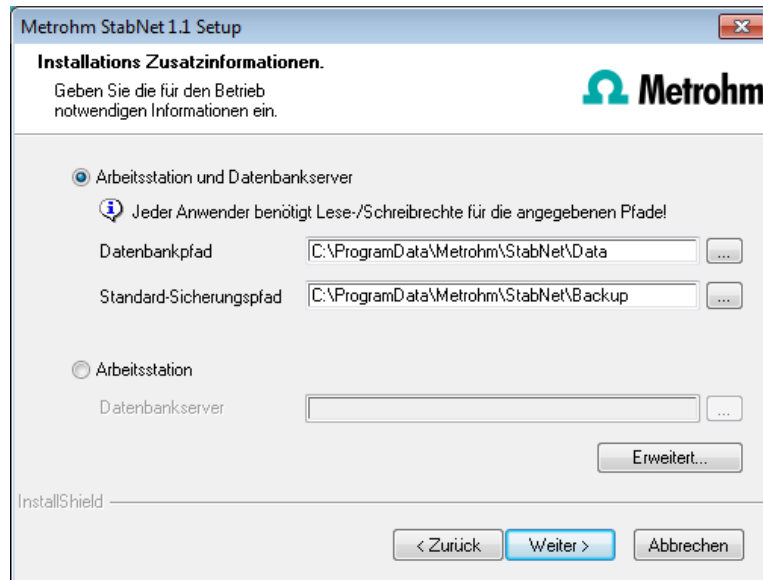 Metrohm StabNet 1.1 Setup
Installations Zusatzinformationen.
Geben Sie die für den Betrieb
notwendigen Informationen ein.
Metrohm
Arbeitsstation und Datenbankserver
Jeder Anwender benötigt Lese-/Schreibrechte für die angegebenen Pfade!
Datenbankpfad C:\ProgramData\Metrohm\StabNet\Data ...
Standard-Sicherungspfad C:\ProgramData\Metrohm\StabNet\Backup ...
Arbeitsstation
Datenbankserver ...
Erweitert...
InstallShield
< Zurück Weiter > Abbrechen